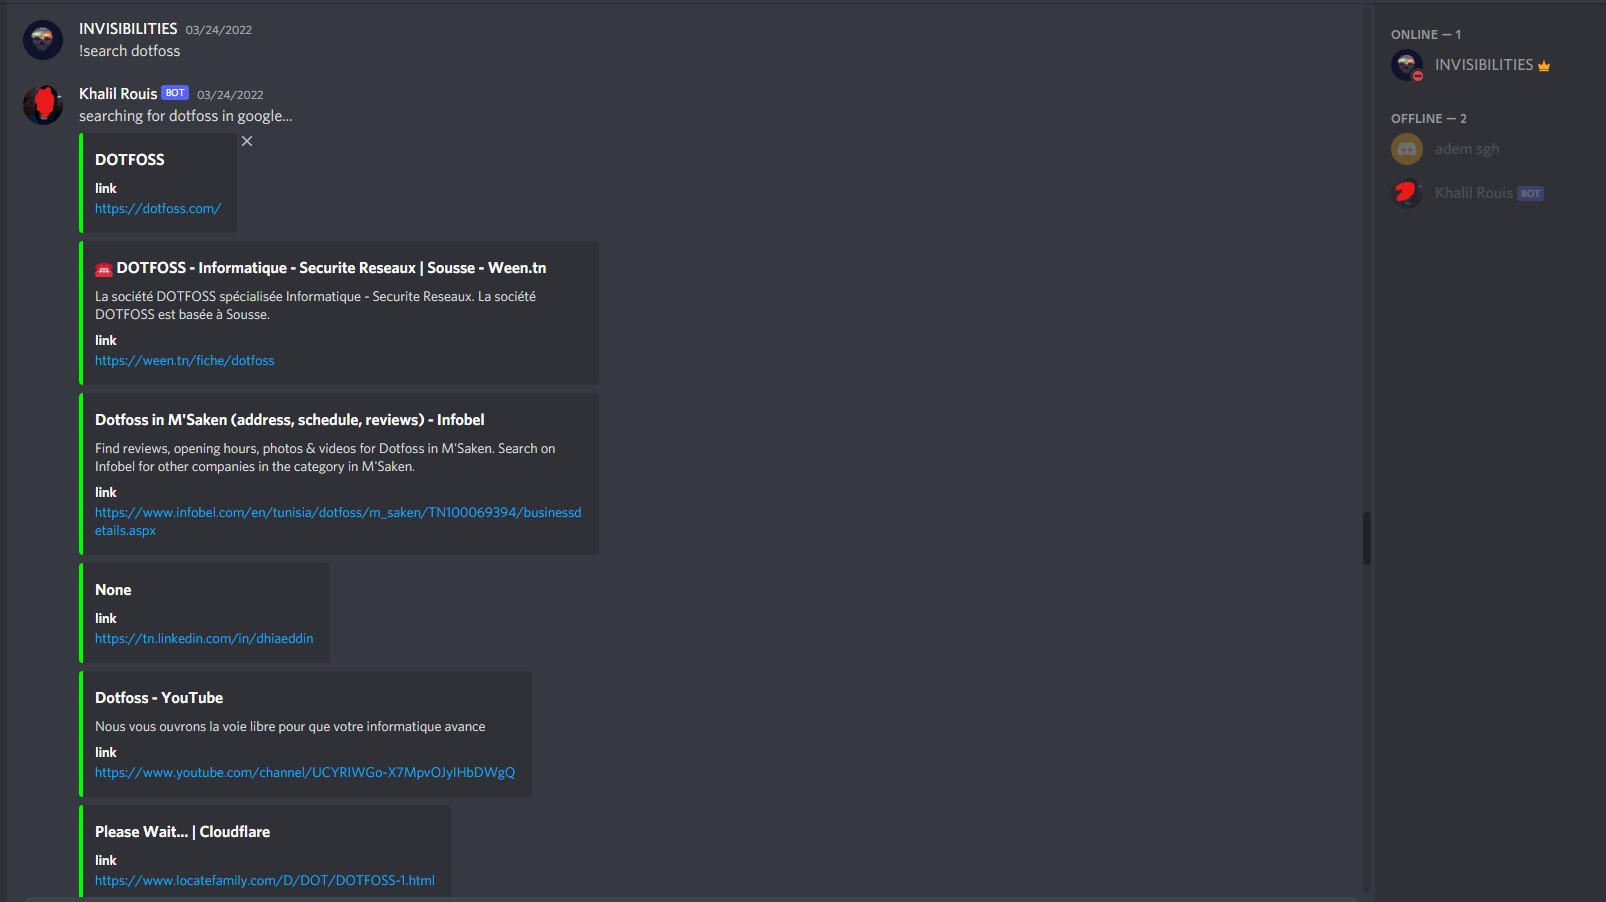 INVISIBILITIES 03/24/2022
!search dotfoss
Khalil Rouis BOT 03/24/2022
searching for dotfoss in google...
DOTFOSS
link
https://dotfoss.com/
☎️ DOTFOSS - Informatique - Securite Reseaux | Sousse - Ween.tn
La société DOTFOSS spécialisée Informatique - Securite Reseaux. La société
DOTFOSS est basée à Sousse.
link
https://ween.tn/fiche/dotfoss
Dotfoss in M'Saken (address, schedule, reviews) - Infobel
Find reviews, opening hours, photos & videos for Dotfoss in M'Saken. Search on
Infobel for other companies in the category in M'Saken.
link
https://www.infobel.com/en/tunisia/dotfoss/m_saken/TN100069394/businessd
etails.aspx
None
link
https://tn.linkedin.com/in/dhiaeddin
Dotfoss - YouTube
Nous vous ouvrons la voie libre pour que votre informatique avance
link
https://www.youtube.com/channel/UCYRIWGo-X7MpvOJyIHbDWgQ
Please Wait... | Cloudflare
link
https://www.locatefamily.com/D/DOT/DOTFOSS-1.html
ONLINE — 1
INVISIBILITIES
OFFLINE — 2
adem sgh
Khalil Rouis BOT